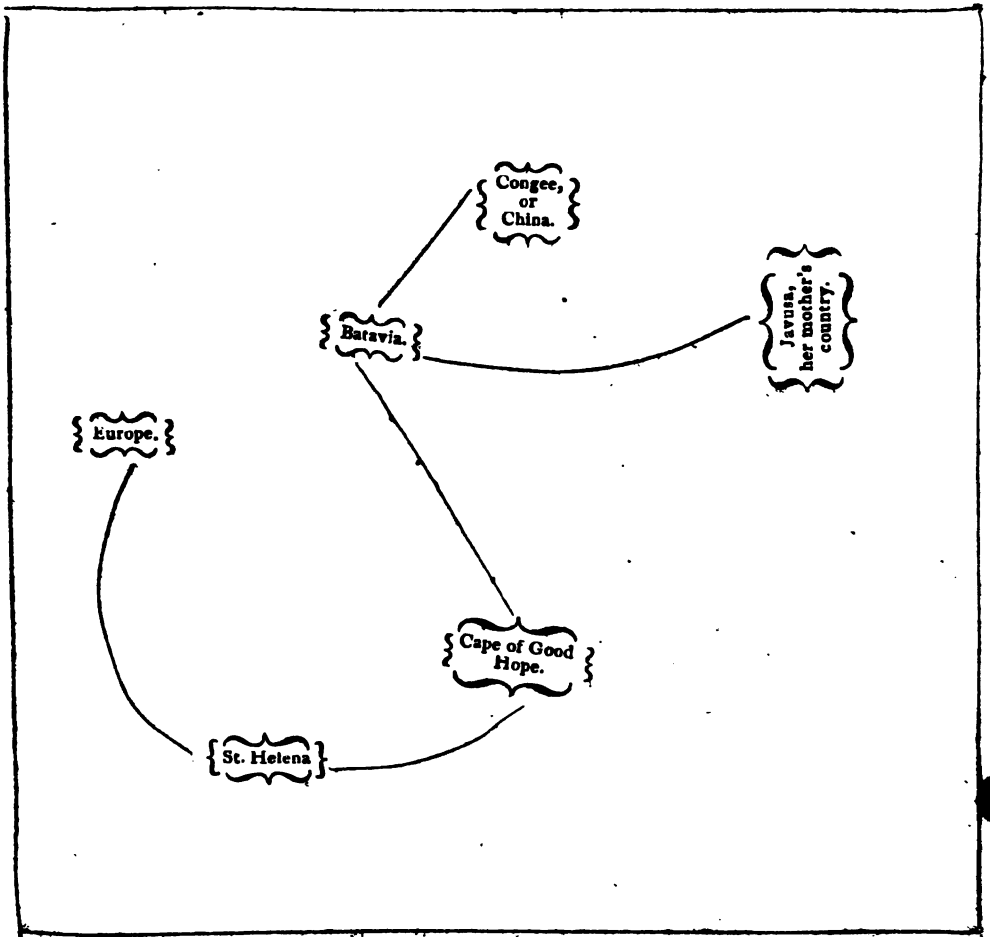 Congee,
or
China.
Javusa,
her mother's
country.
Batavia.
Europe.
Cape of Good
Hope.
St. Helena